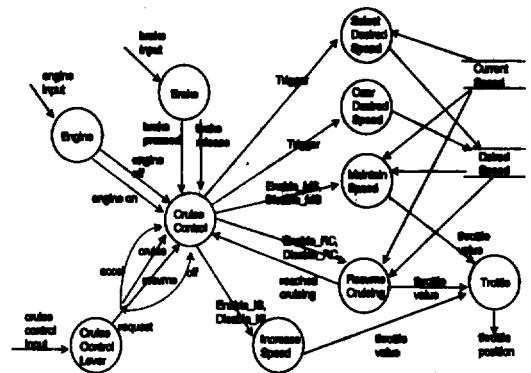 Select
Desired
Speed
brake
input
engine
input
Brake
Trigger
Current
Speed
Clear
Desired
Speed
Engine
brake
pressed
brake
release
Trigger
engine
off
Desired
Speed
Enable_MS,
Disable_MS
Maintain
Speed
engine on
Cruise
Control
Enable_RC,
Disable_RC
throttle
value
accel
cruise
resume
off
reached
cruising
Resume
Cruising
throttle
value
Trottle
Enable_IS,
Disable_IS
request
cruise
control
input
Cruise
Control
Lever
Increase
Speed
throttle
value
throttle
position